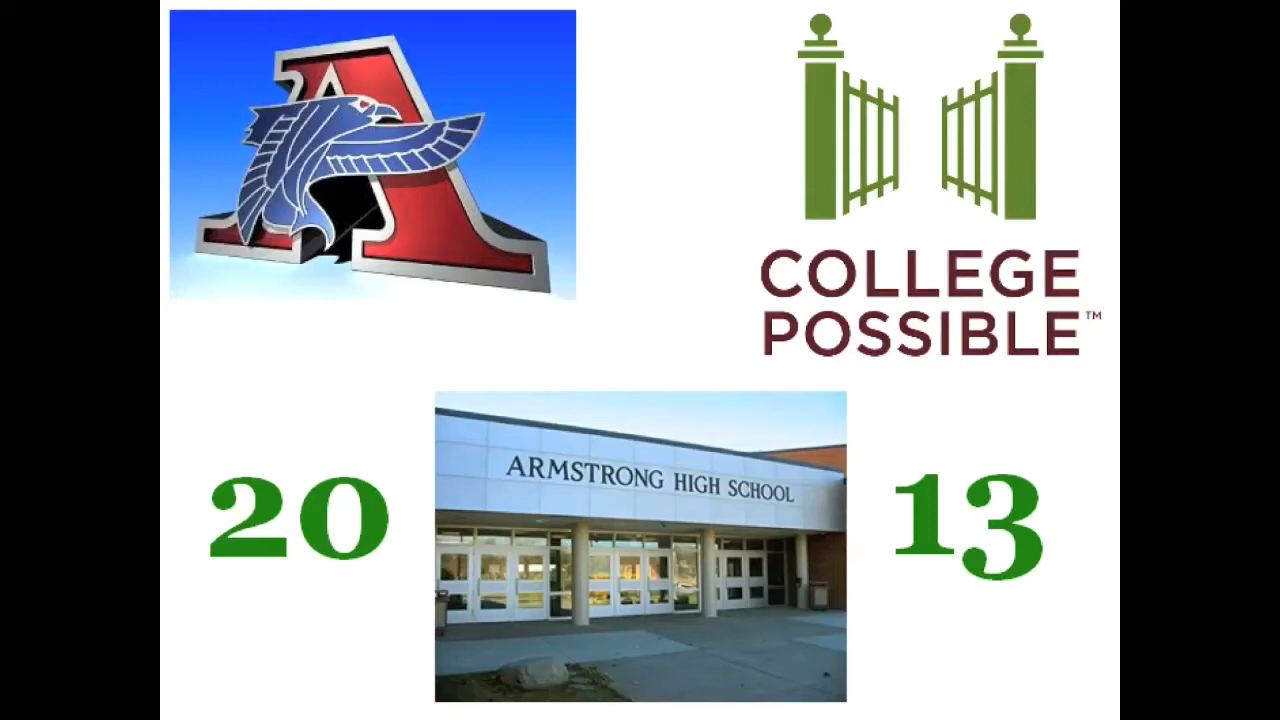 A
COLLEGE
POSSIBLE™
20
ARMSTRONG HIGH SCHOOL
13